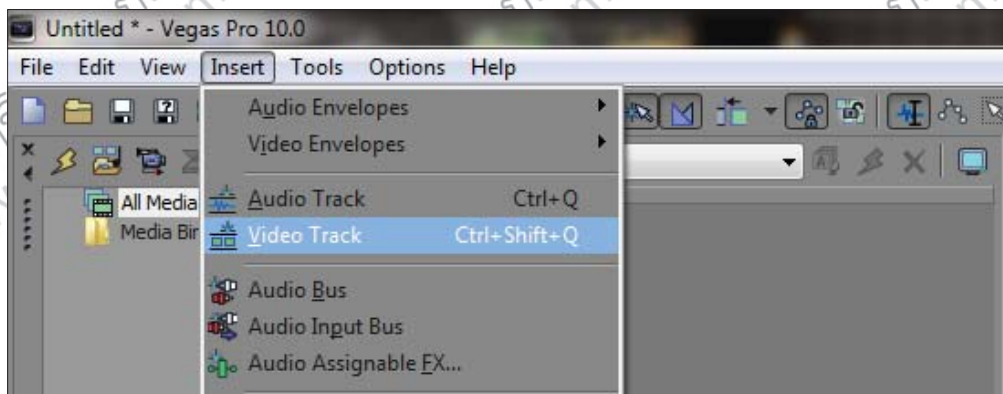 Untitled * - Vegas Pro 10.0
File Edit View Insert Tools Options Help
Audio Envelopes
Video Envelopes
All Media
Audio Track Ctrl+Q
Media Bin
Video Track Ctrl+Shift+Q
Audio Bus
Audio Input Bus
Audio Assignable FX...